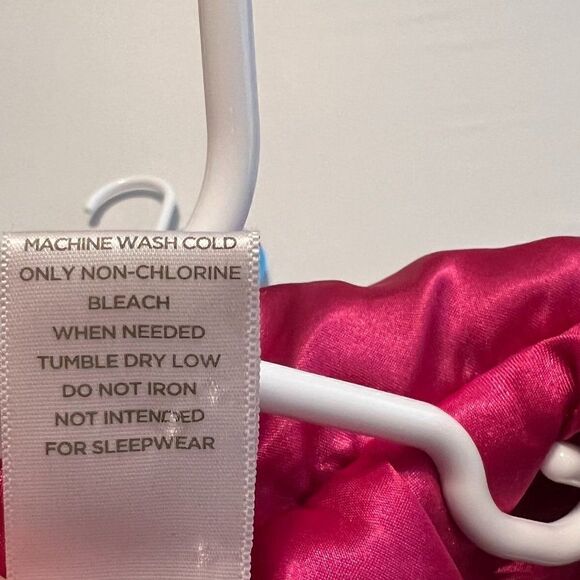 MACHINE WASH COLD
ONLY NON-CHLORINE
BLEACH
WHEN NEEDED
TUMBLE DRY LOW
DO NOT IRON
NOT INTENDED
FOR SLEEPWEAR